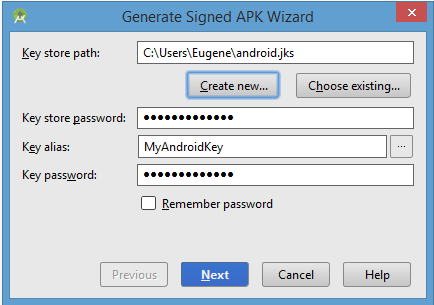 Generate Signed APK Wizard
Key store path: C:\Users\Eugene\android.jks
Create new... Choose existing...
Key store password: •••••••••••••
Key alias: MyAndroidKey ...
Key password: •••••••••••••
Remember password
Previous Next Cancel Help